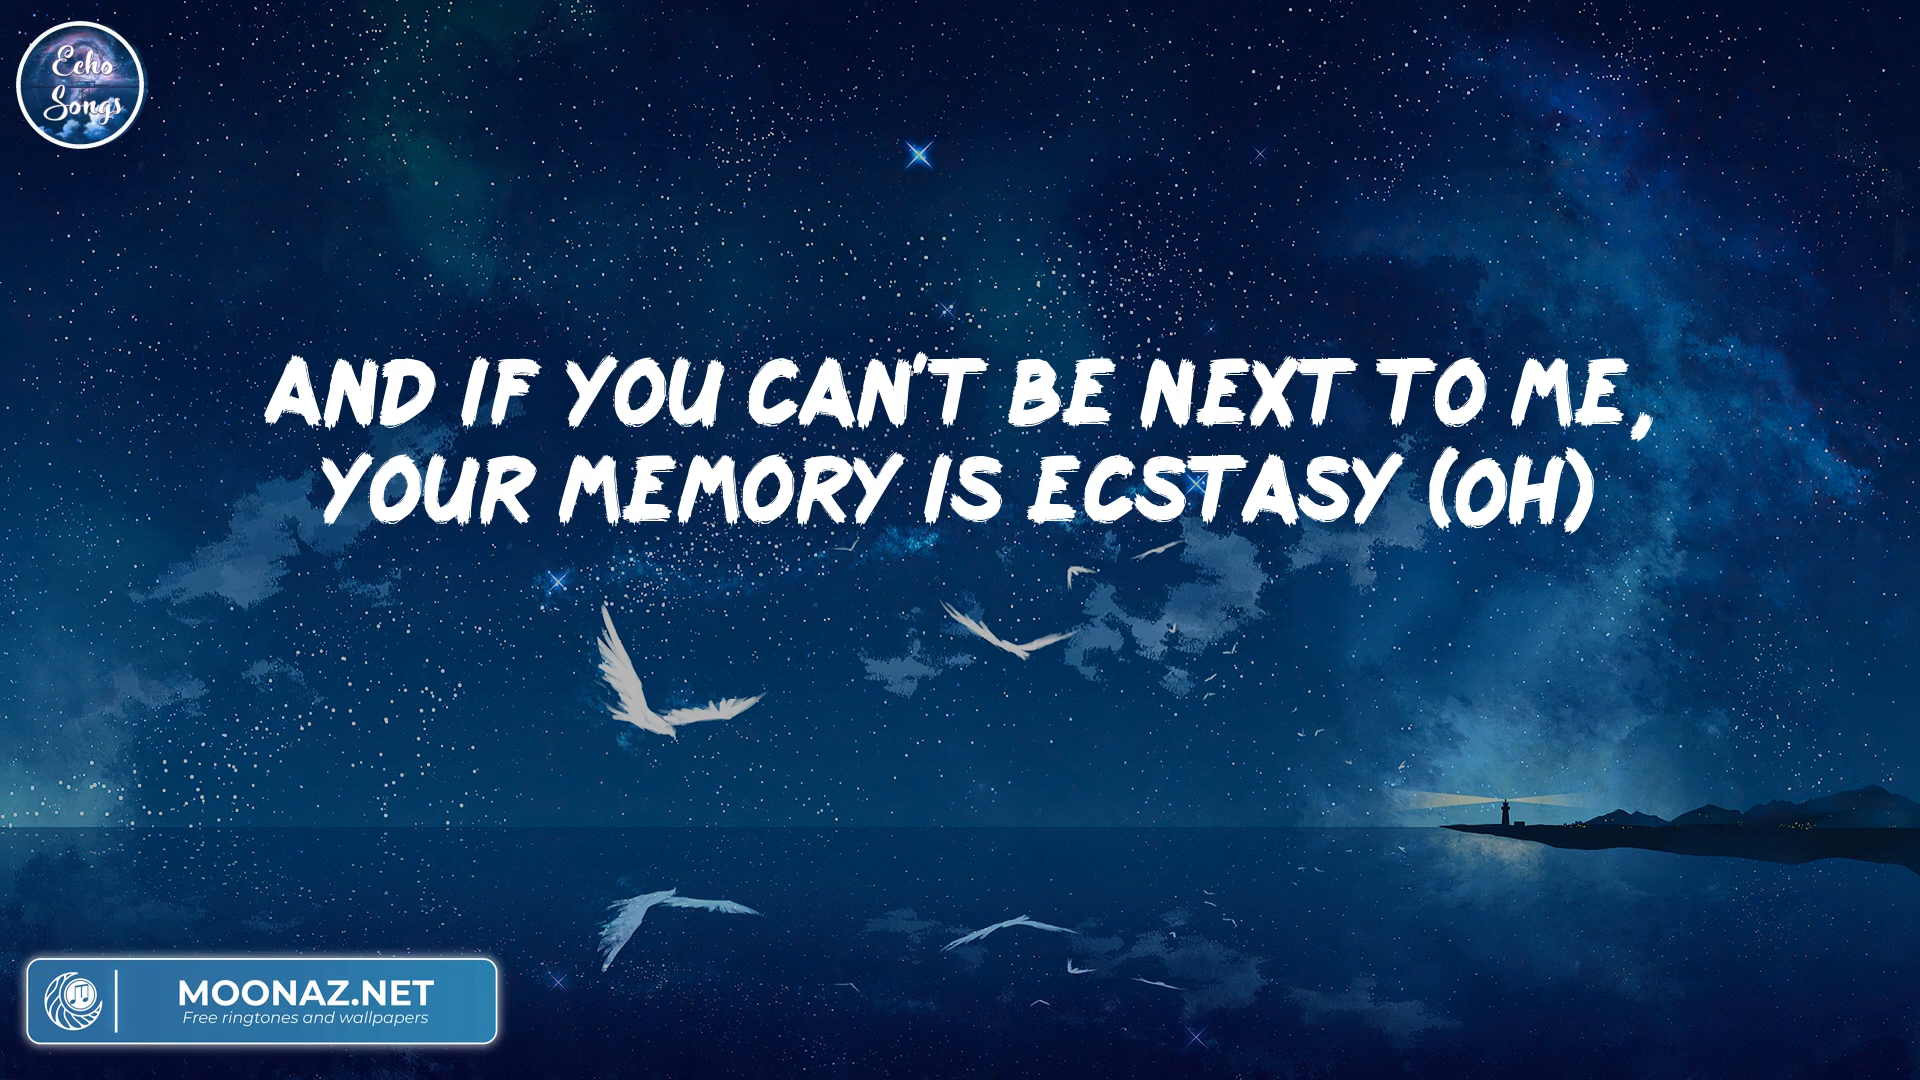 Echo
Songs
AND IF YOU CAN'T BE NEXT TO ME,
YOUR MEMORY IS ECSTASY (OH)
MOONAZ.NET
Free ringtones and wallpapers